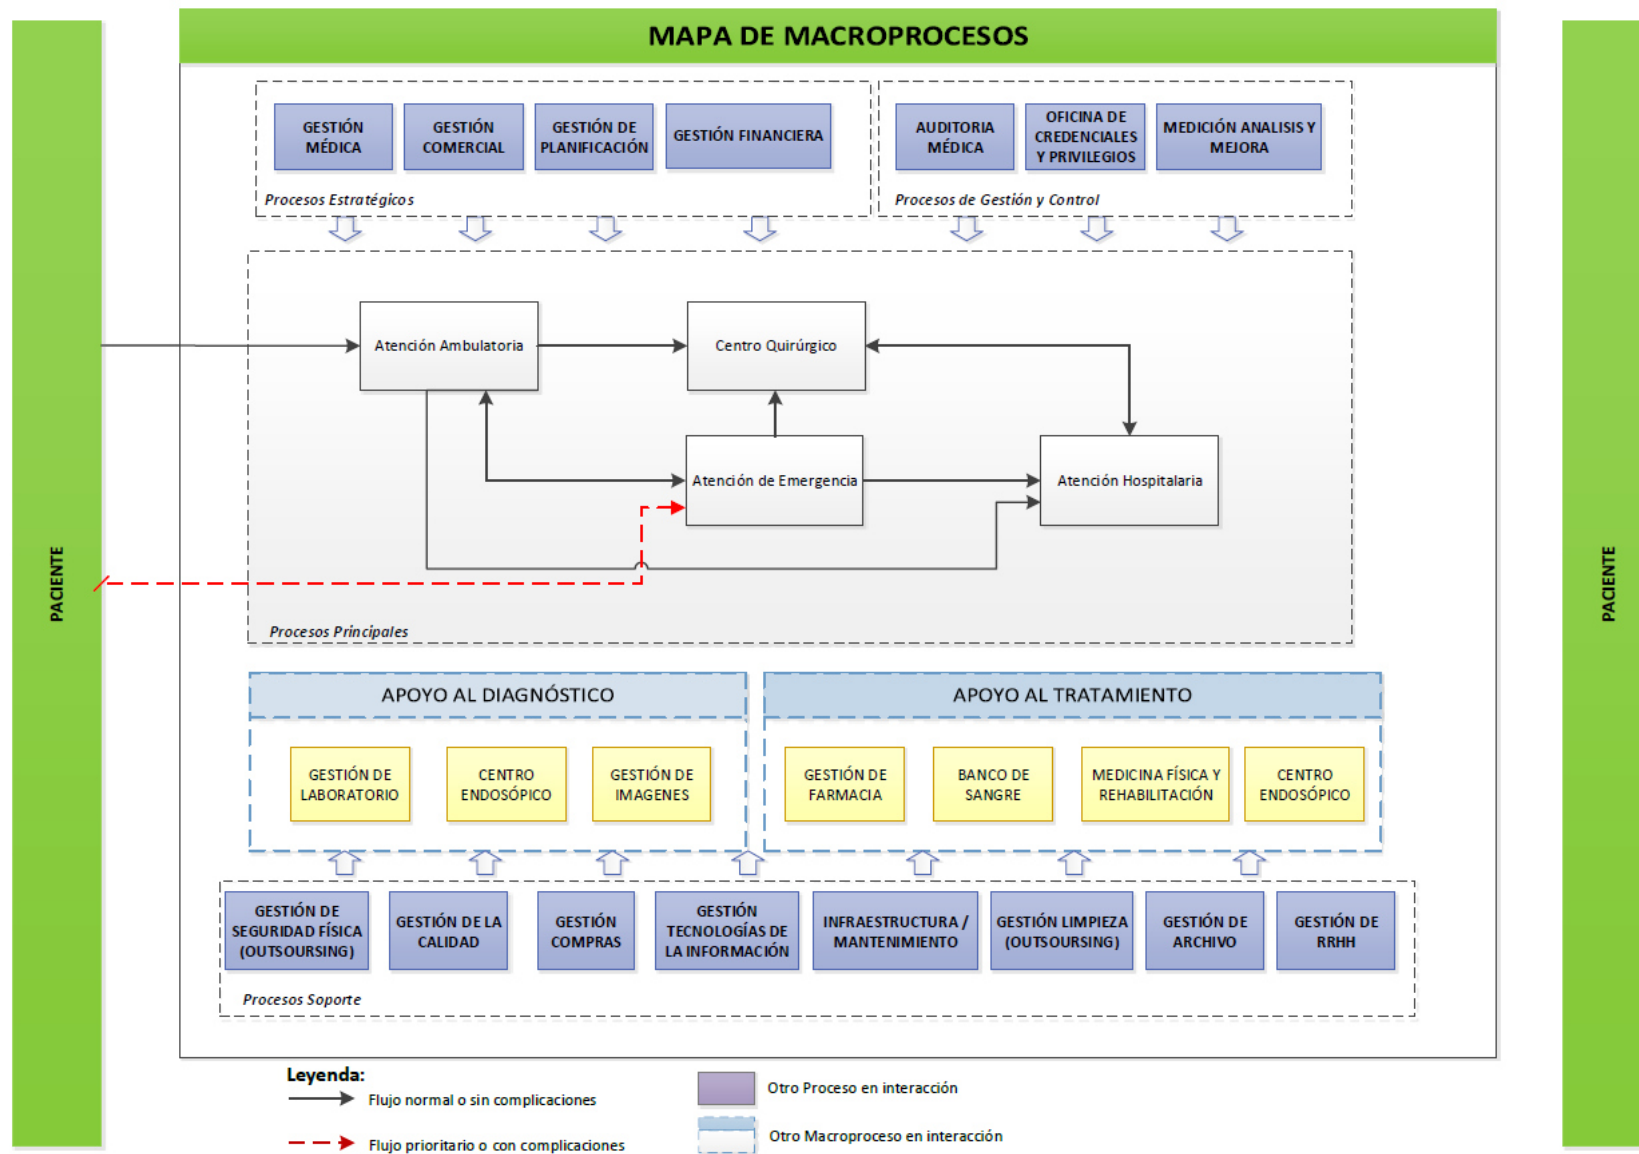 MAPA DE MACROPROCESOS
GESTIÓN
MÉDICA
GESTIÓN
COMERCIAL
GESTIÓN DE
PLANIFICACIÓN
GESTIÓN FINANCIERA
Procesos Estratégicos
AUDITORIA
MÉDICA
OFICINA DE
CREDENCIALES
Y PRIVILEGIOS
MEDICIÓN ANALISIS Y
MEJORA
Procesos de Gestión y Control
Atención Ambulatoria
Centro Quirúrgico
Atención de Emergencia
Atención Hospitalaria
Procesos Principales
PACIENTE
PACIENTE
APOYO AL DIAGNÓSTICO
GESTIÓN DE
LABORATORIO
CENTRO
ENDOSÓPICO
GESTIÓN DE
IMAGENES
APOYO AL TRATAMIENTO
GESTIÓN DE
FARMACIA
BANCO DE
SANGRE
MEDICINA FÍSICA Y
REHABILITACIÓN
CENTRO
ENDOSÓPICO
GESTIÓN DE
SEGURIDAD FÍSICA
(OUTSOURSING)
GESTIÓN DE LA
CALIDAD
GESTIÓN
COMPRAS
GESTIÓN
TECNOLOGÍAS DE
LA INFORMACIÓN
INFRAESTRUCTURA /
MANTENIMIENTO
GESTIÓN LIMPIEZA
(OUTSOURSING)
GESTIÓN DE
ARCHIVO
GESTIÓN DE
RRHH
Procesos Soporte
Leyenda:
Flujo normal o sin complicaciones
Flujo prioritario o con complicaciones
Otro Proceso en interacción
Otro Macroproceso en interacción